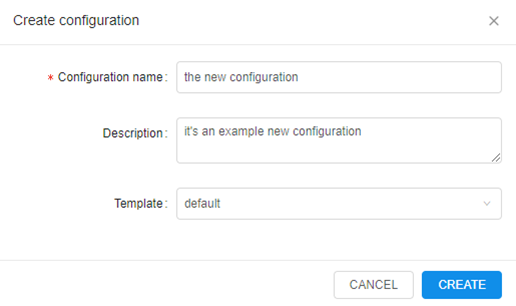 Create configuration
* Configuration name: the new configuration
Description: it's an example new configuration
Template: default
CANCEL CREATE